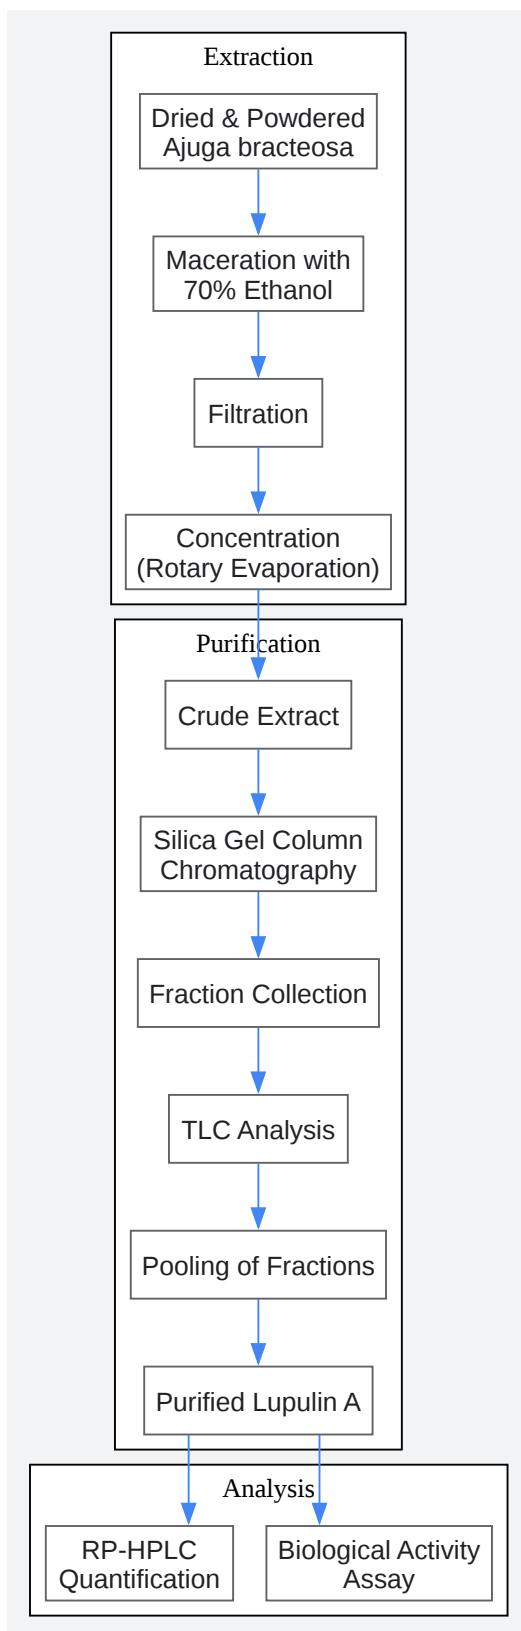 Extraction
Dried & Powdered
Ajuga bracteosa
Maceration with
70% Ethanol
Filtration
Concentration
(Rotary Evaporation)
Purification
Crude Extract
Silica Gel Column
Chromatography
Fraction Collection
TLC Analysis
Pooling of Fractions
Purified Lupulin A
Analysis
RP-HPLC
Quantification
Biological Activity
Assay